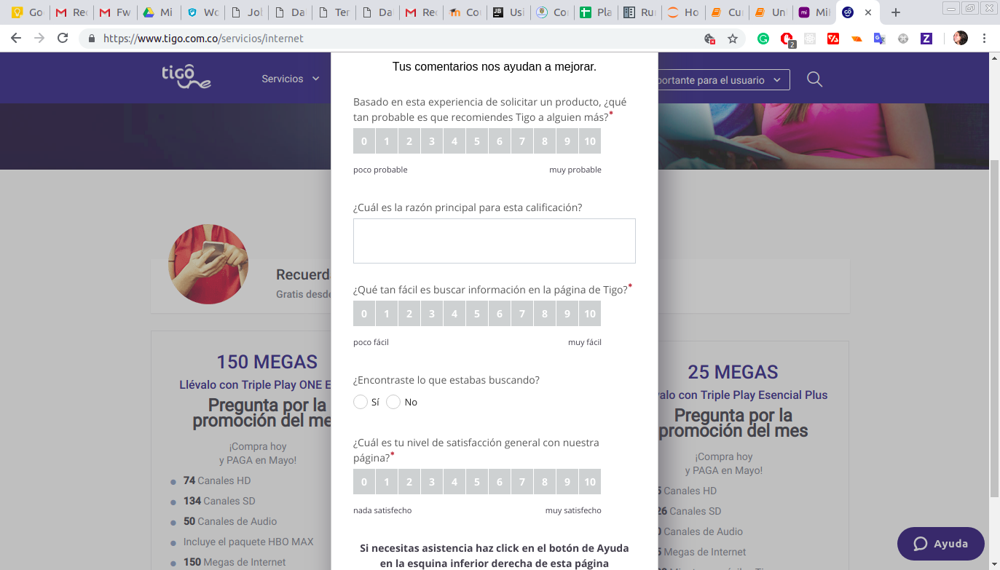 Go
Rec
Fw
Mi
Wo
Jol
Da
Ter
Da
Rec
Co
Usi
Co
Pla
Ru
Ho
Cu
Un
Mi
https://www.tigo.com.co/servicios/internet
2
tigo
une
Servicios
portante para el usuario
Tus comentarios nos ayudan a mejorar.
Basado en esta experiencia de solicitar un producto, ¿qué
tan probable es que recomiendes Tigo a alguien más?*
0 1 2 3 4 5 6 7 8 9 10
poco probable muy probable
¿Cuál es la razón principal para esta calificación?
¿Qué tan fácil es buscar información en la página de Tigo?*
0 1 2 3 4 5 6 7 8 9 10
poco fácil muy fácil
¿Encontraste lo que estabas buscando?
Sí No
¿Cuál es tu nivel de satisfacción general con nuestra
página?*
0 1 2 3 4 5 6 7 8 9 10
nada satisfecho muy satisfecho
Si necesitas asistencia haz click en el botón de Ayuda
en la esquina inferior derecha de esta página
Recuerd
Gratis desde
150 MEGAS
Llévalo con Triple Play ONE E
Pregunta por la
promoción del me
¡Compra hoy
y PAGA en Mayo!
74 Canales HD
134 Canales SD
50 Canales de Audio
Incluye el paquete HBO MAX
150 Megas de Internet
25 MEGAS
valo con Triple Play Esencial Plus
Pregunta por la
promoción del mes
¡Compra hoy
y PAGA en Mayo!
Canales HD
26 Canales SD
0 Canales de Audio
5 Megas de Internet
Ayuda